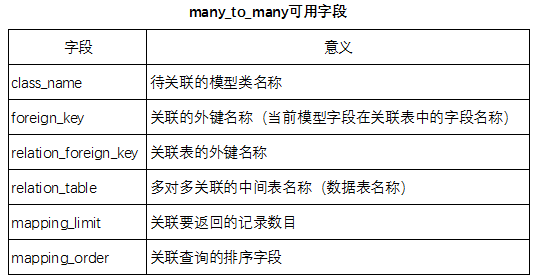 many_to_many可用字段
字段 意义
class_name 待关联的模型类名称
foreign_key 关联的外键名称（当前模型字段在关联表中的字段名称）
relation_foreign_key 关联表的外键名称
relation_table 多对多关联的中间表名称（数据表名称）
mapping_limit 关联要返回的记录数目
mapping_order 关联查询的排序字段